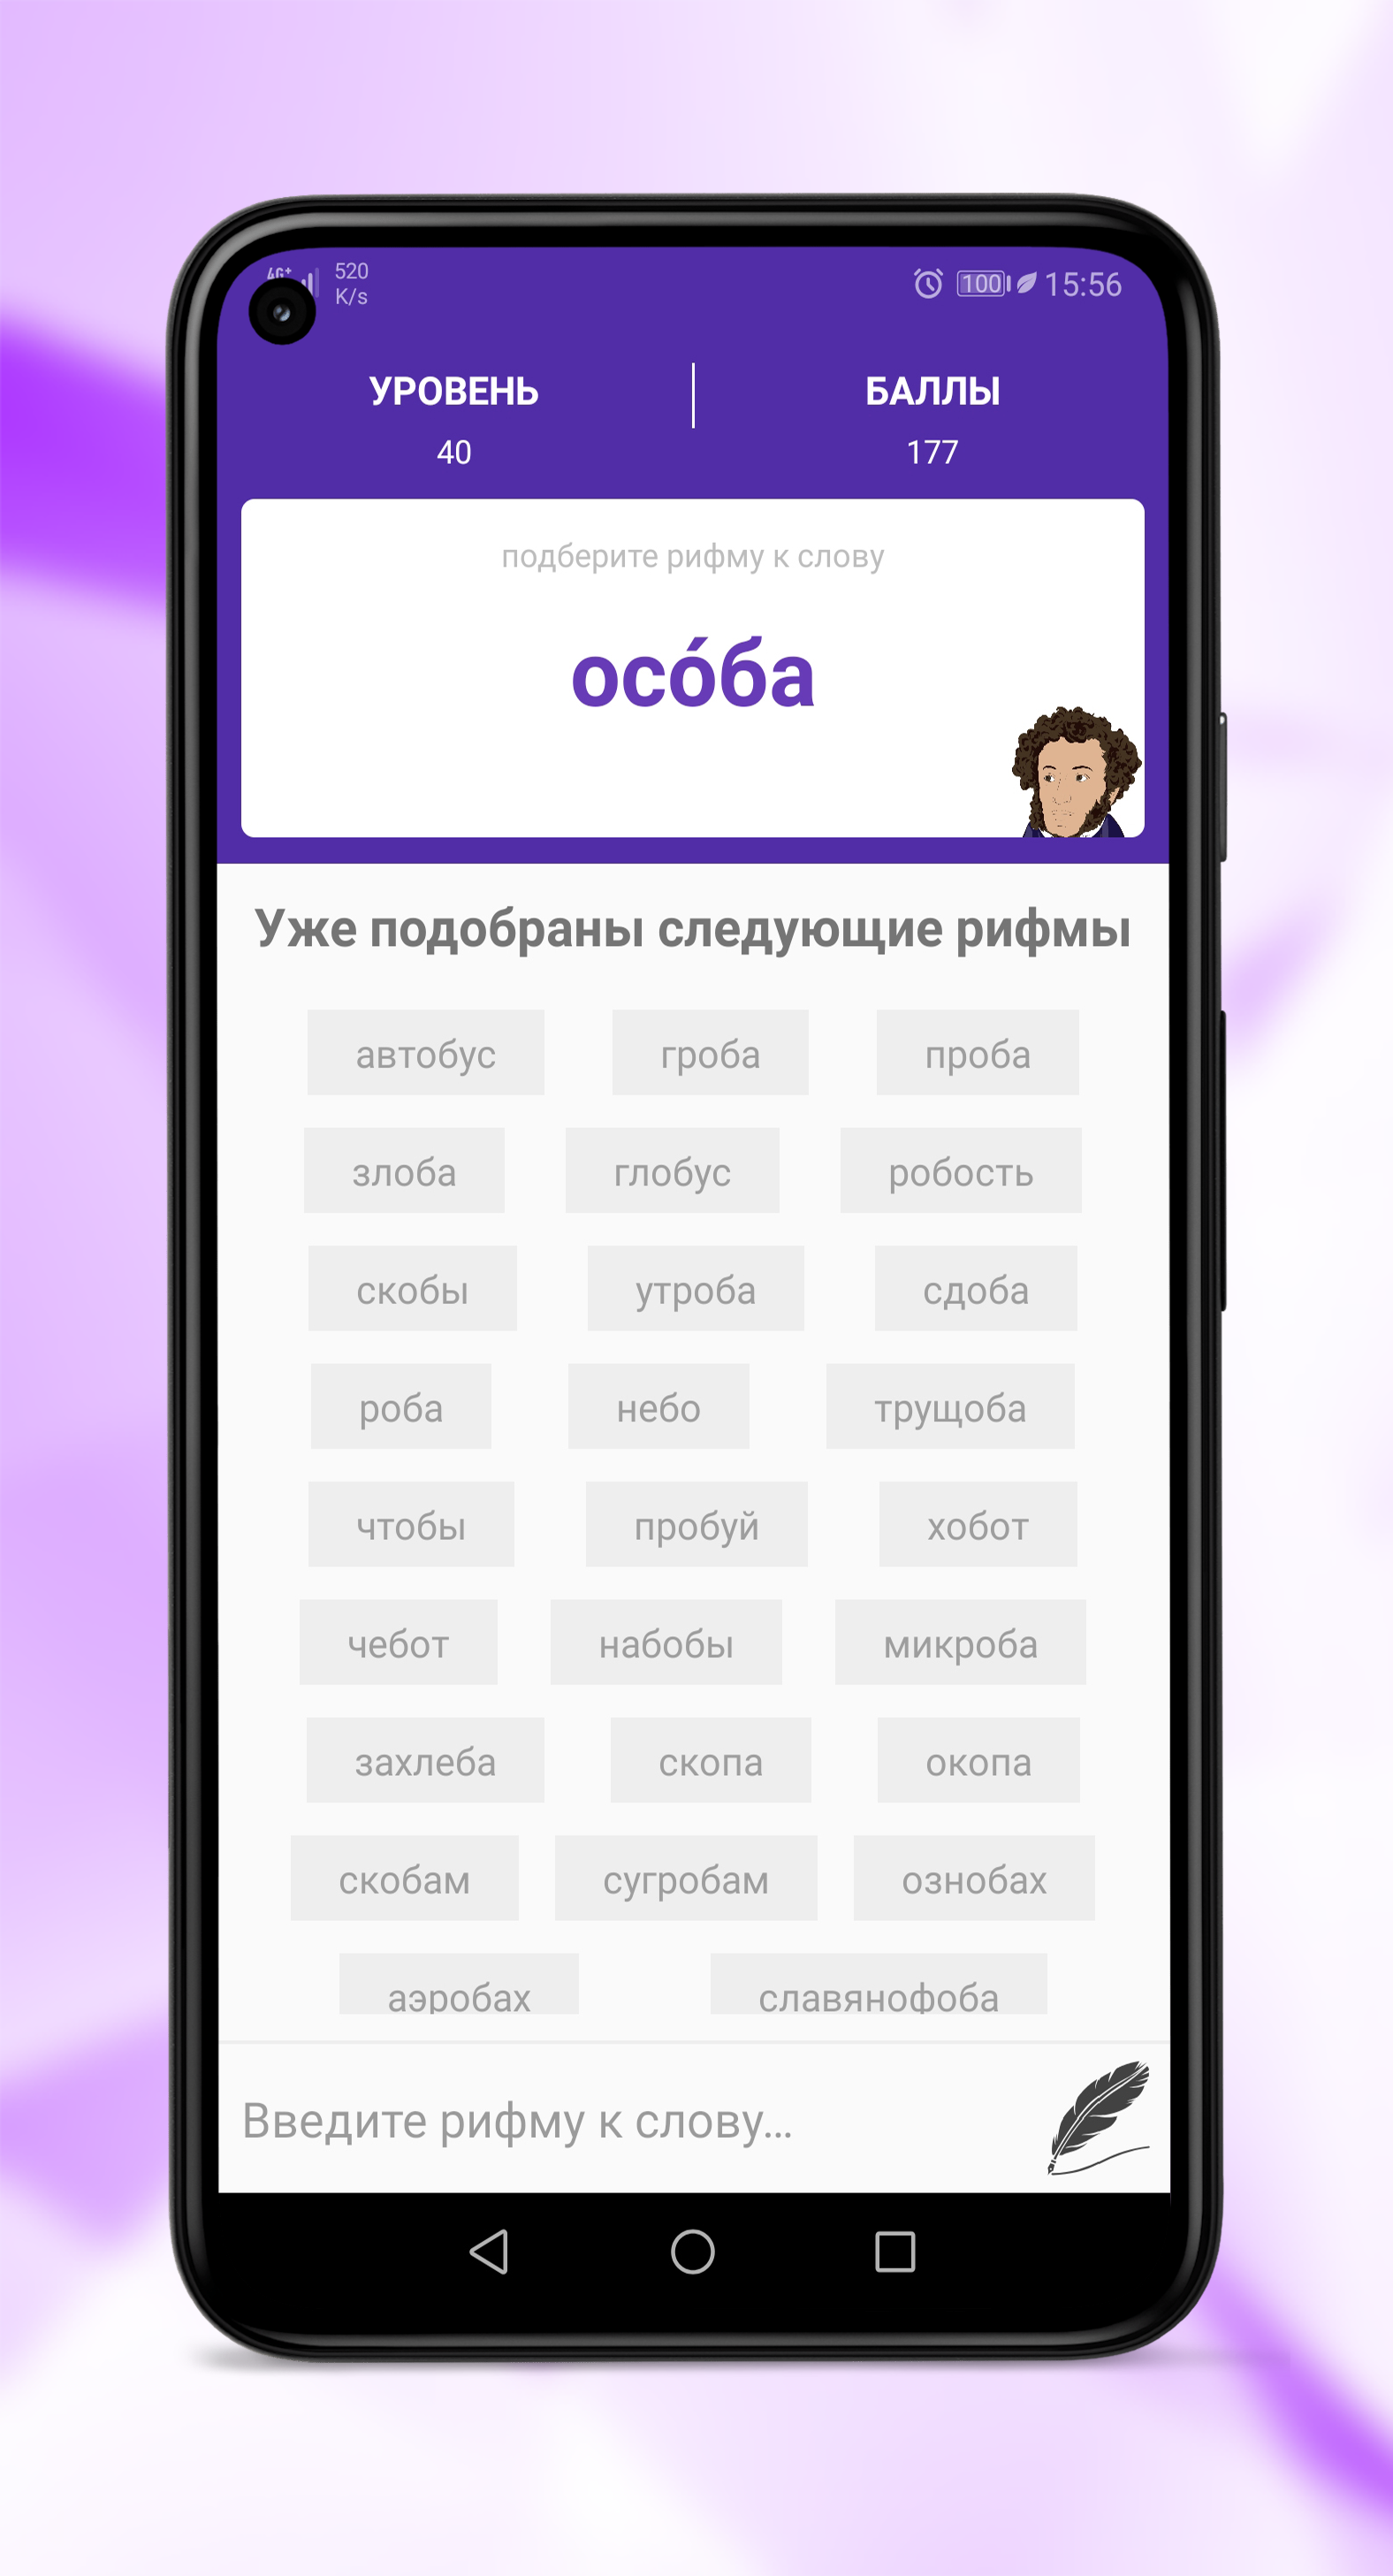 4G+ 520 K/s 100 15:56
УРОВЕНЬ БАЛЛЫ
40 177
подберите рифму к слову
осо́ба
Уже подобраны следующие рифмы
автобус гроба проба
злоба глобус робость
скобы утроба сдоба
роба небо трущоба
чтобы пробуй хобот
чебот набобы микроба
захлеба скопа окопа
скобам сугробам ознобах
аэробах славянофоба
Введите рифму к слову...